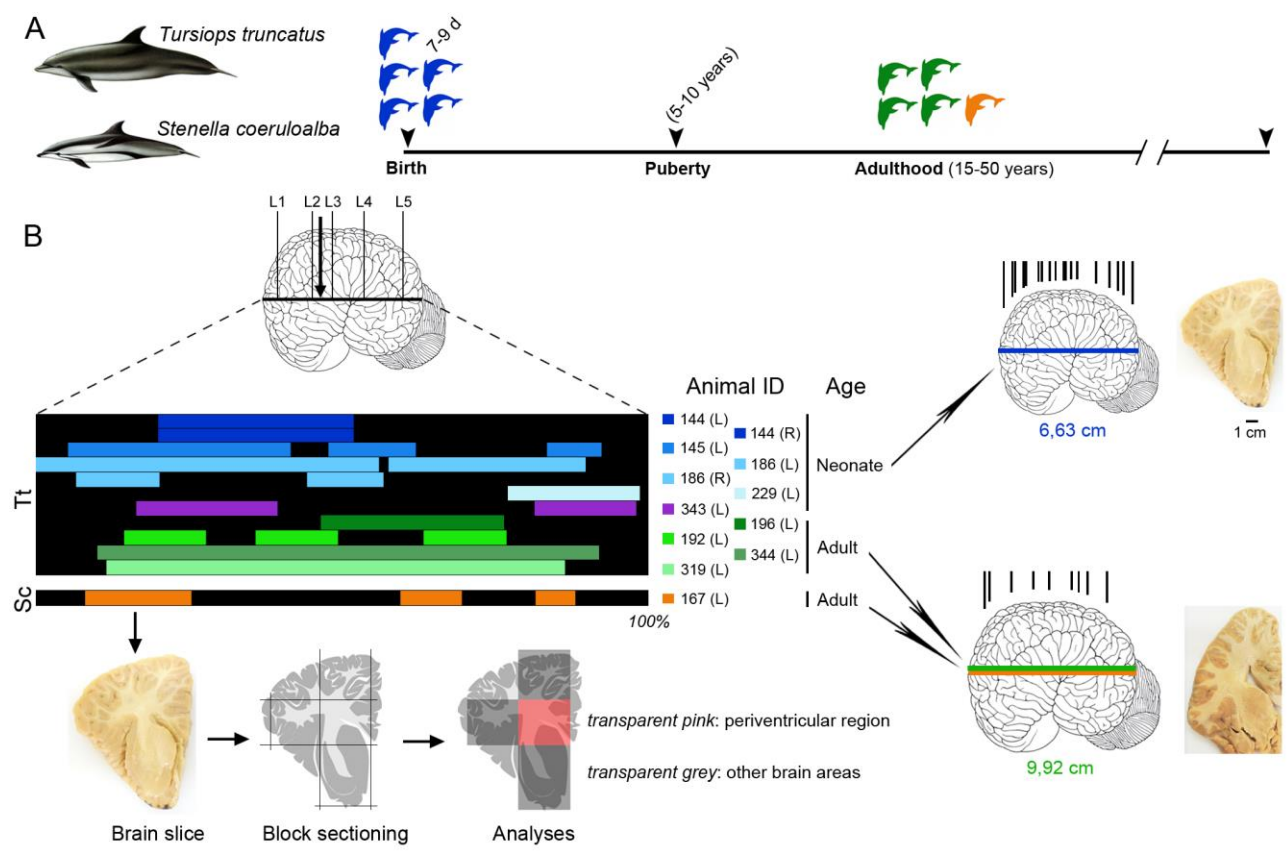 A
Tursiops truncatus
Stenella coeruloalba
7-9 d
(5-10 years)
Birth
Puberty
Adulthood (15-50 years)
B
L1 L2 L3 L4 L5
Animal ID Age
Tt
144 (L)
144 (R)
145 (L)
186 (L)
186 (R)
229 (L)
343 (L)
196 (L)
192 (L)
344 (L)
319 (L)
Neonate
Adult
Sc
167 (L)
Adult
100%
6,63 cm
1 cm
9,92 cm
transparent pink: periventricular region
transparent grey: other brain areas
Brain slice
Block sectioning
Analyses